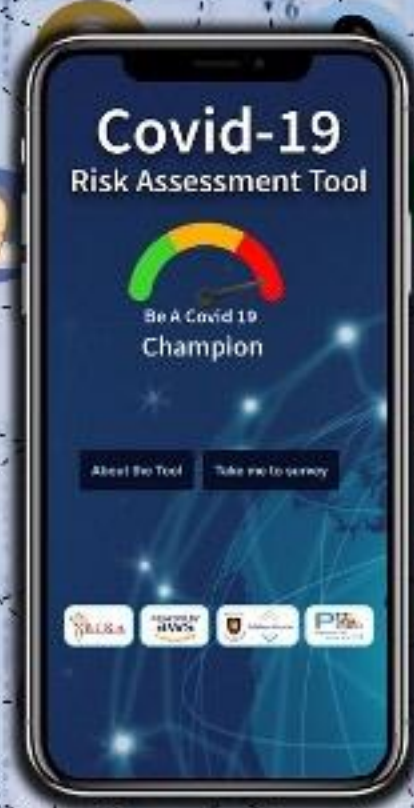 Covid-19
Risk Assessment Tool
Be A Covid 19
Champion
About the Tool
Take me to survey